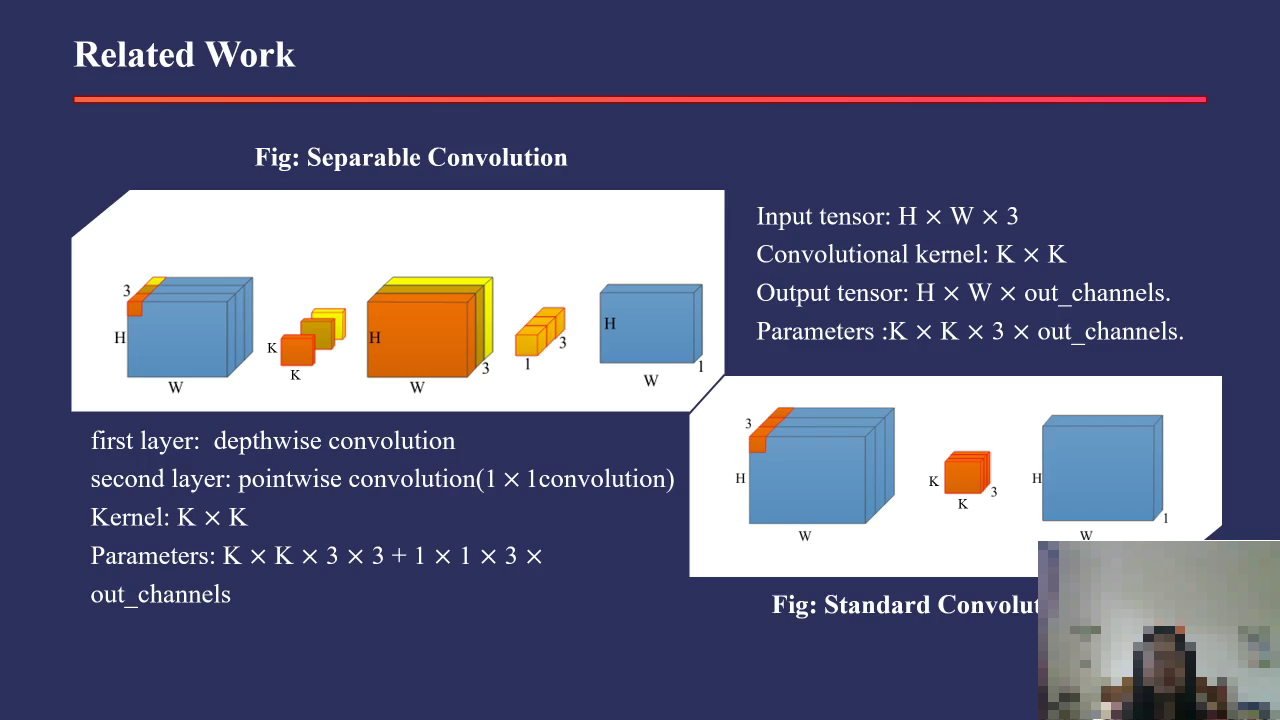 Related Work
Fig: Separable Convolution
3
H
W
K
K
H
W
3
1
3
H
W
1
Input tensor: H × W × 3
Convolutional kernel: K × K
Output tensor: H × W × out_channels.
Parameters :K × K × 3 × out_channels.
first layer:  depthwise convolution
second layer: pointwise convolution(1 × 1convolution)
Kernel: K × K
Parameters: K × K × 3 × 3 + 1 × 1 × 3 ×
out_channels
3
H
W
K
K
3
H
W
1
Fig: Standard